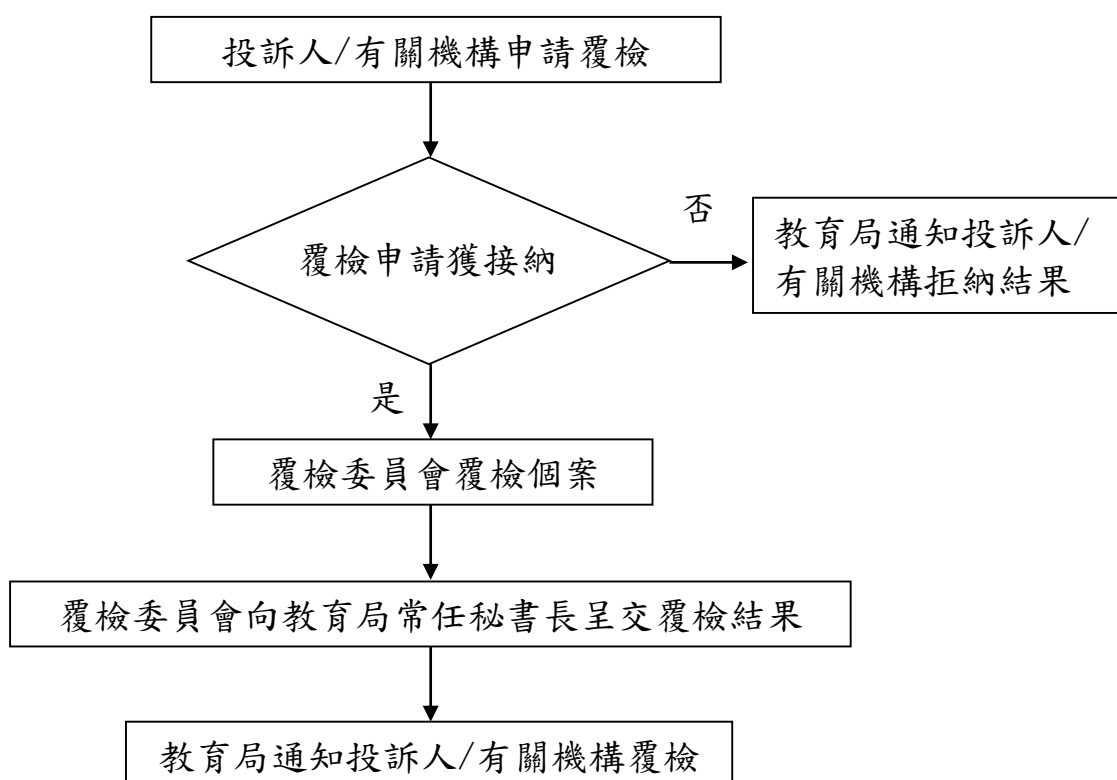 投訴人/有關機構申請覆檢
覆檢申請獲接納
否
教育局通知投訴人/
有關機構拒納結果
是
覆檢委員會覆檢個案
覆檢委員會向教育局常任秘書長呈交覆檢結果
教育局通知投訴人/有關機構覆檢